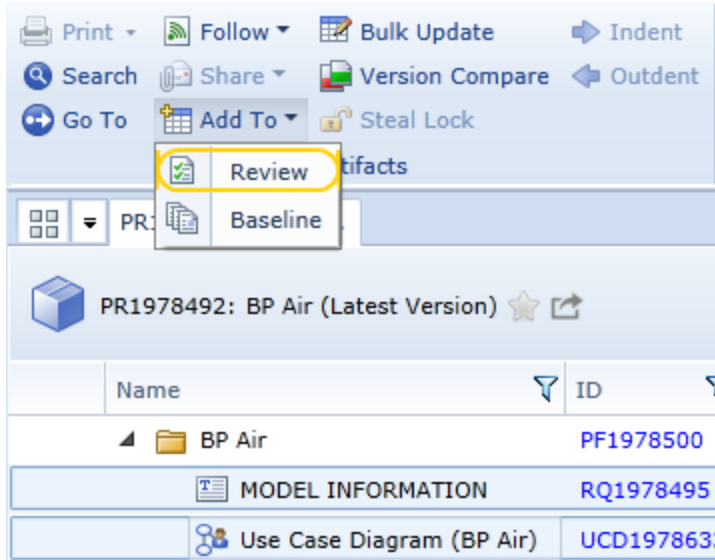 Print Follow Bulk Update Indent
Search Share Version Compare Outdent
Go To Add To Steal Lock
Review tifacts
Baseline
PR1
PR1978492: BP Air (Latest Version)
Name ID
BP Air PF1978500
MODEL INFORMATION RQ1978495
Use Case Diagram (BP Air) UCD197863